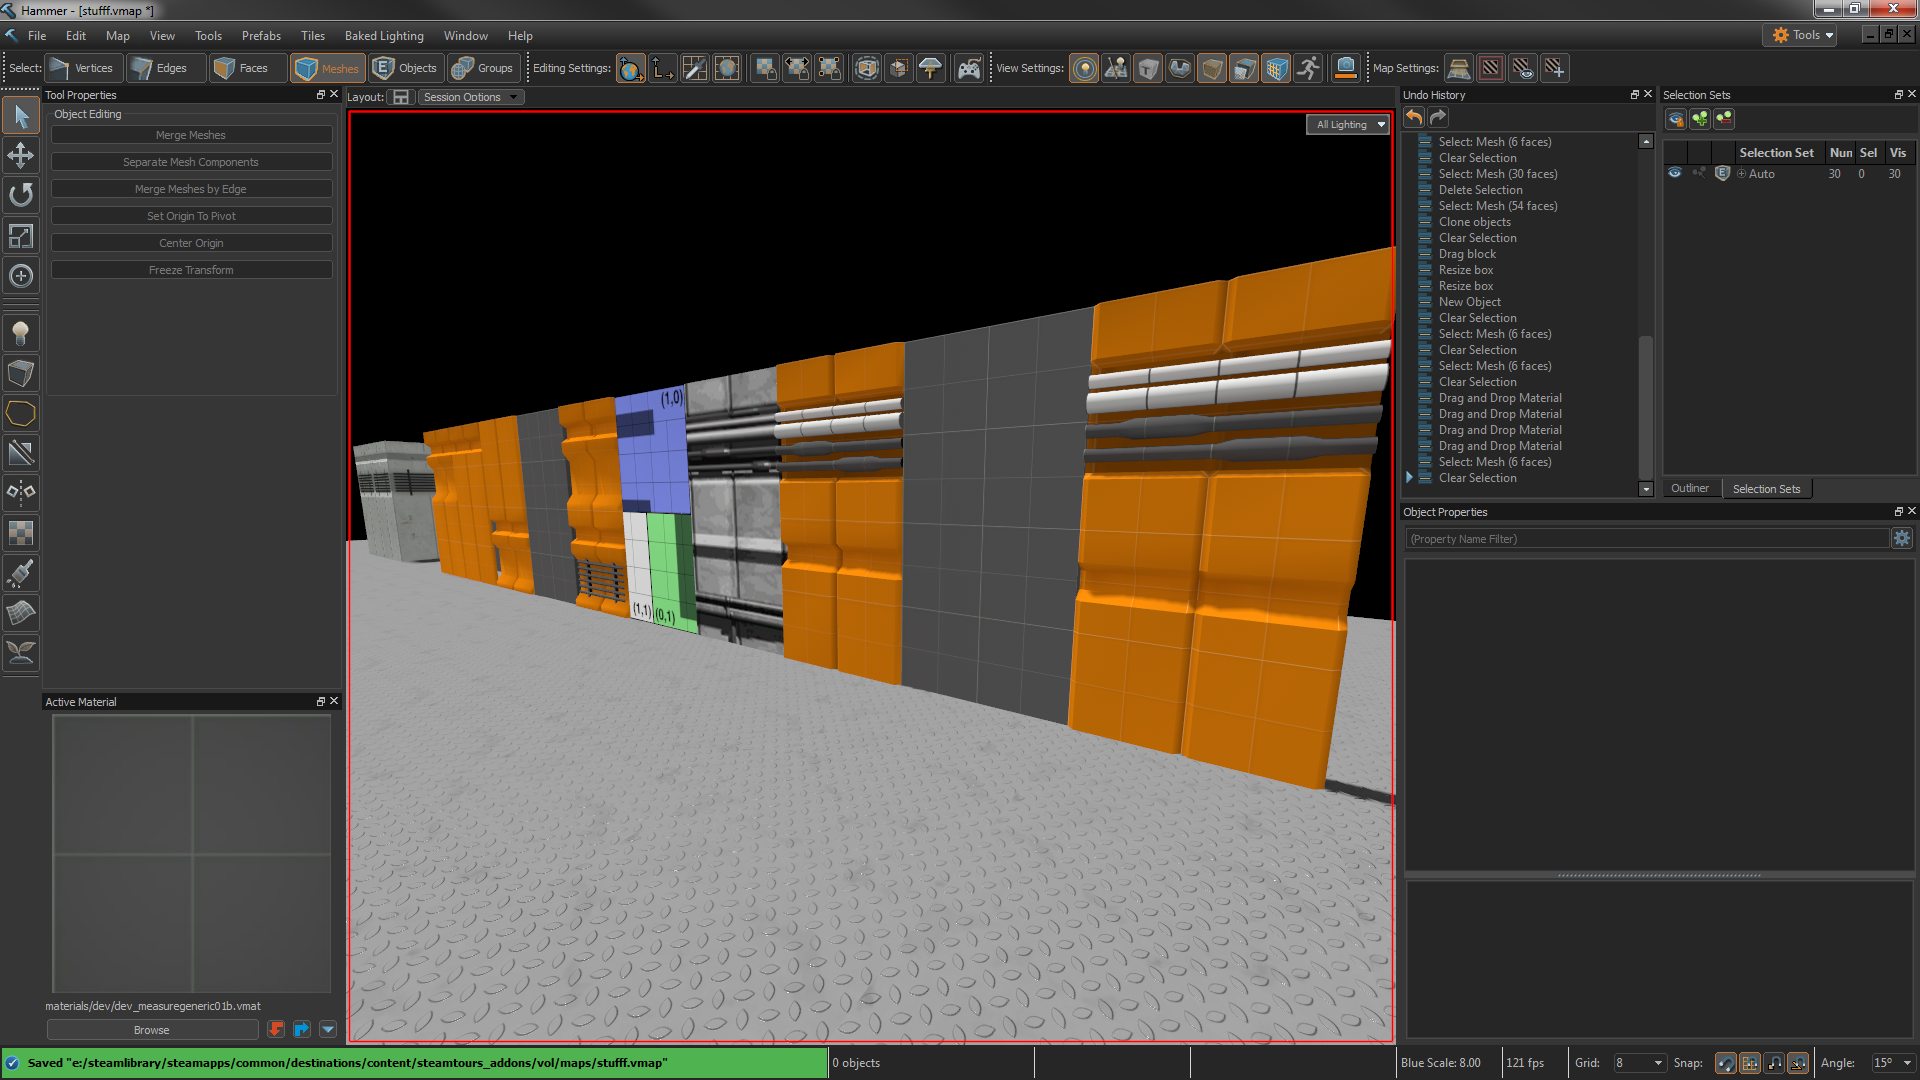 Hammer - [stufff.vmap *]
File Edit Map View Tools Prefabs Tiles Baked Lighting Window Help
Tools
Select: Vertices Edges Faces Meshes Objects Groups Editing Settings: View Settings: Map Settings:
Tool Properties
Object Editing
Merge Meshes
Separate Mesh Components
Merge Meshes by Edge
Set Origin To Pivot
Center Origin
Freeze Transform
Active Material
materials/dev/dev_measuregeneric01b.vmat
Browse
Layout: Session Options
All Lighting
(1,0)
(1,1) (0,1)
Undo History
Select: Mesh (6 faces)
Clear Selection
Select: Mesh (30 faces)
Delete Selection
Select: Mesh (54 faces)
Clone objects
Clear Selection
Drag block
Resize box
Resize box
New Object
Clear Selection
Select: Mesh (6 faces)
Clear Selection
Select: Mesh (6 faces)
Clear Selection
Drag and Drop Material
Drag and Drop Material
Drag and Drop Material
Drag and Drop Material
Select: Mesh (6 faces)
Clear Selection
Selection Sets
Selection Set Nun Sel Vis
Auto 30 0 30
Outliner Selection Sets
Object Properties
(Property Name Filter)
Saved "e:/steamlibrary/steamapps/common/destinations/content/steamtours_addons/vol/maps/stufff.vmap"
0 objects
Blue Scale: 8.00
121 fps
Grid: 8
Snap:
Angle: 15°